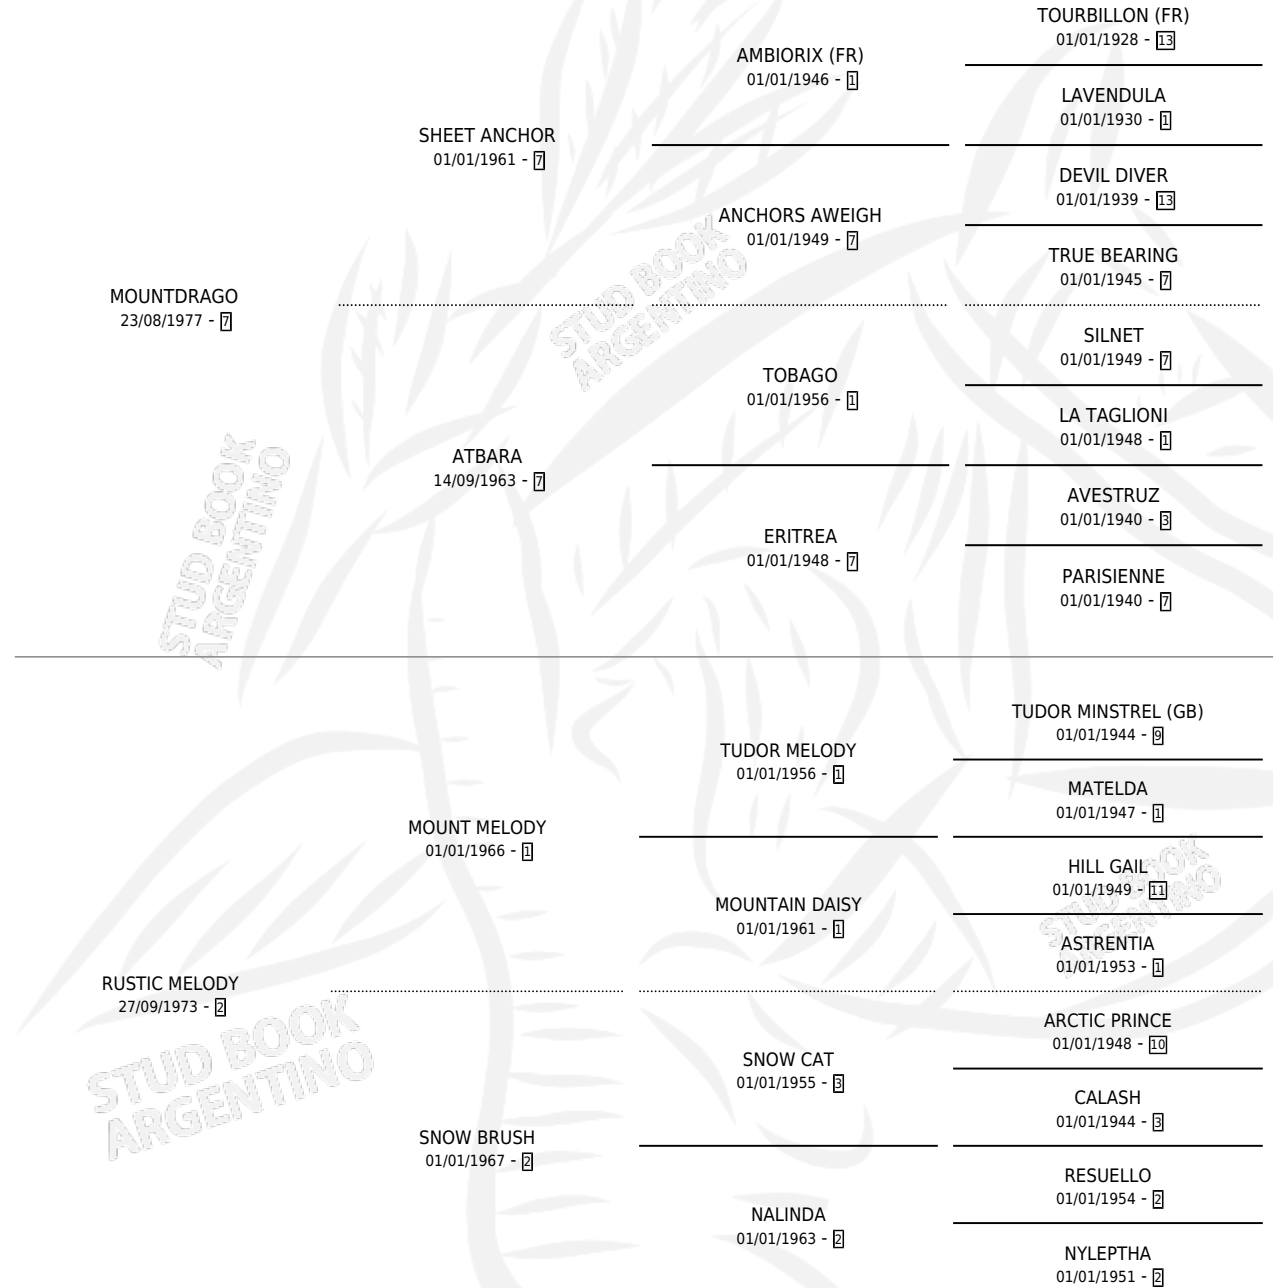 TOURBILLON (FR)
01/01/1928 - 13
AMBIORIX (FR)
01/01/1946 - 1
LAVENDULA
01/01/1930 - 1
SHEET ANCHOR
01/01/1961 - 7
DEVIL DIVER
01/01/1939 - 13
ANCHORS AWEIGH
01/01/1949 - 7
TRUE BEARING
01/01/1945 - 7
MOUNTDRAGO
23/08/1977 - 7
STUD BOOK
ARGENTINO
SILNET
01/01/1949 - 7
TOBAGO
01/01/1956 - 1
LA TAGLIONI
01/01/1948 - 1
ATBARA
14/09/1963 - 7
AVESTRUZ
01/01/1940 - 3
ERITREA
01/01/1948 - 7
PARISIENNE
01/01/1940 - 7
STUD BOOK
ARGENTINO
TUDOR MINSTREL (GB)
01/01/1944 - 9
TUDOR MELODY
01/01/1956 - 1
MATELDA
01/01/1947 - 1
MOUNT MELODY
01/01/1966 - 1
HILL GAIL
01/01/1949 - 11
MOUNTAIN DAISY
01/01/1961 - 1
STUD BOOK
ARGENTINO
ASTRENTIA
01/01/1953 - 1
RUSTIC MELODY
27/09/1973 - 2
ARCTIC PRINCE
01/01/1948 - 10
SNOW CAT
01/01/1955 - 3
STUD BOOK
ARGENTINO
CALASH
01/01/1944 - 3
SNOW BRUSH
01/01/1967 - 2
RESUELLO
01/01/1954 - 2
NALINDA
01/01/1963 - 2
NYLEPTHA
01/01/1951 - 2